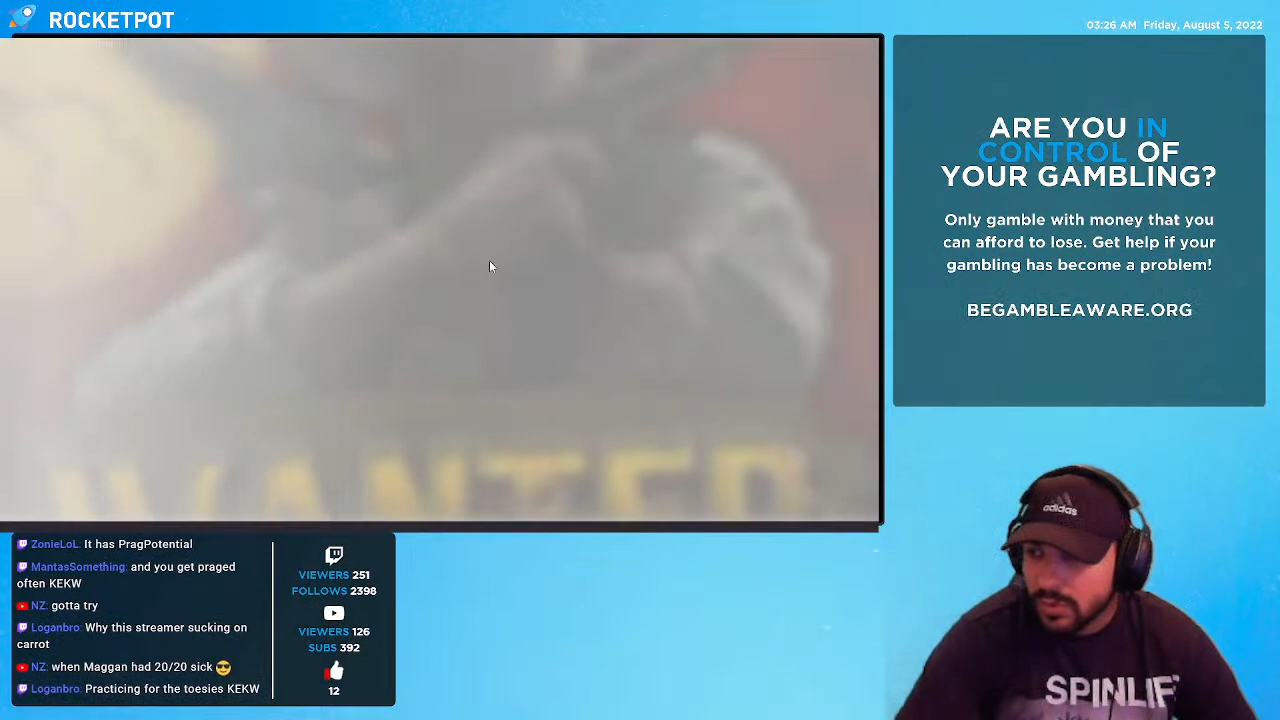 ROCKETPOT
03:26 AM Friday, August 5, 2022
ARE YOU IN
CONTROL OF
YOUR GAMBLING?
Only gamble with money that you
can afford to lose. Get help if your
gambling has become a problem!
BEGAMBLEAWARE.ORG
WANTED
ZonieLoL: It has PragPotential
MantasSomething: and you get praged
often KEKW
NZ: gotta try
Loganbro: Why this streamer sucking on
carrot
NZ: when Maggan had 20/20 sick 😎
Loganbro: Practicing for the toesies KEKW
VIEWERS 251
FOLLOWS 2398
VIEWERS 126
SUBS 392
12
adidas
SPINLIF